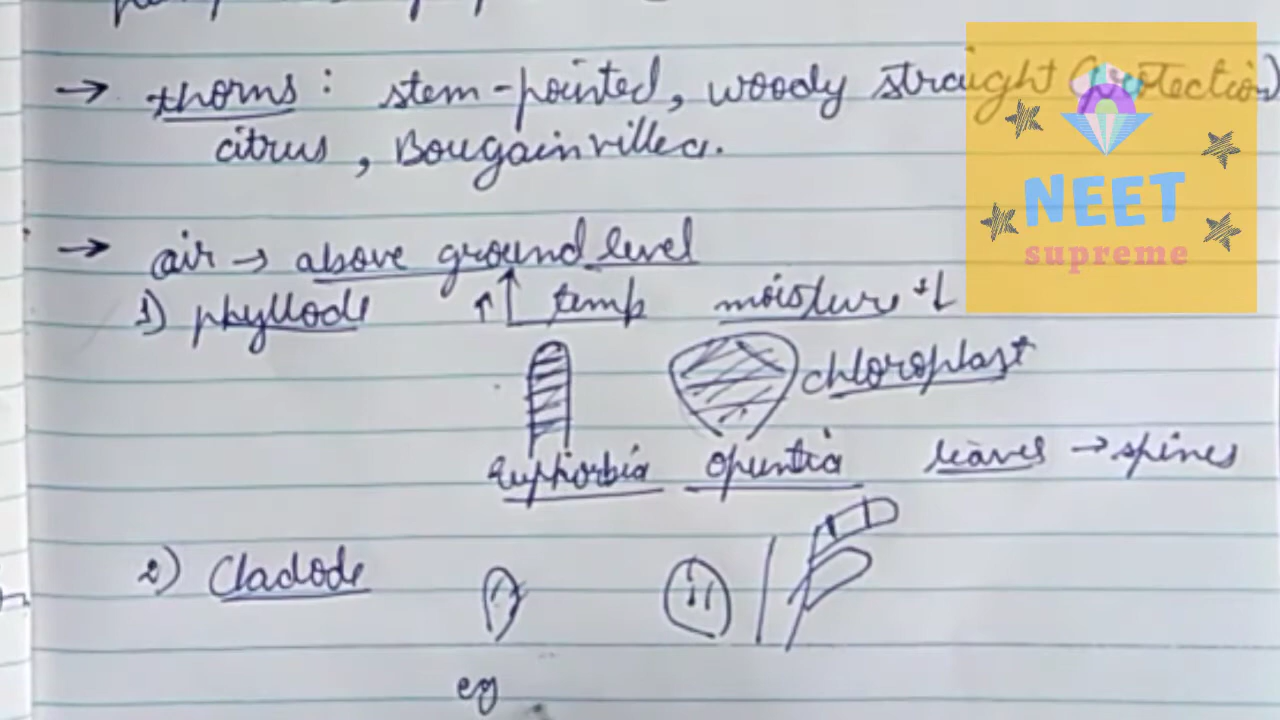 → thorns : stem-pointed, woody straight (protection)
citrus, Bougainvillea.
NEET
supreme
→ air → above ground level
1) phyllode ↑ temp moisture ↓
chloroplast
Euphorbia opuntia leaves → spines
2) Cladode
eg